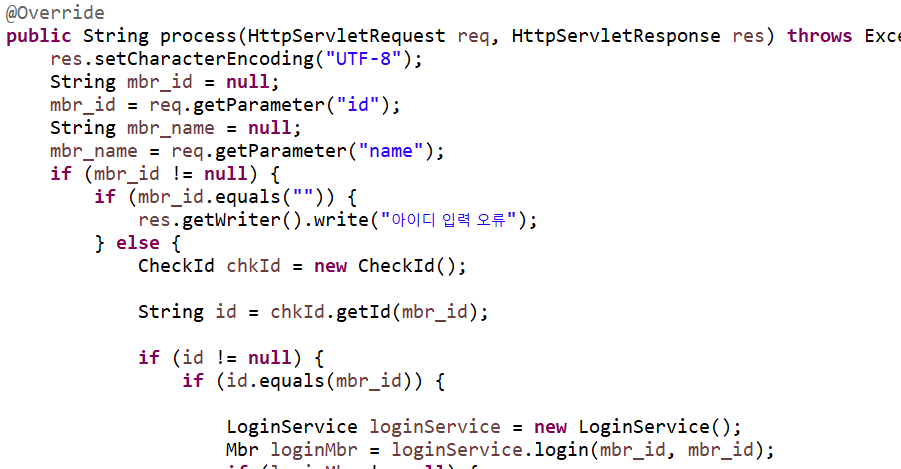 @Override
public String process(HttpServletRequest req, HttpServletResponse res) throws Exce
res.setCharacterEncoding("UTF-8");
String mbr_id = null;
mbr_id = req.getParameter("id");
String mbr_name = null;
mbr_name = req.getParameter("name");
if (mbr_id != null) {
if (mbr_id.equals("")) {
res.getWriter().write("아이디 입력 오류");
} else {
CheckId chkId = new CheckId();
String id = chkId.getId(mbr_id);
if (id != null) {
if (id.equals(mbr_id)) {
LoginService loginService = new LoginService();
Mbr loginMbr = loginService.login(mbr_id, mbr_id);